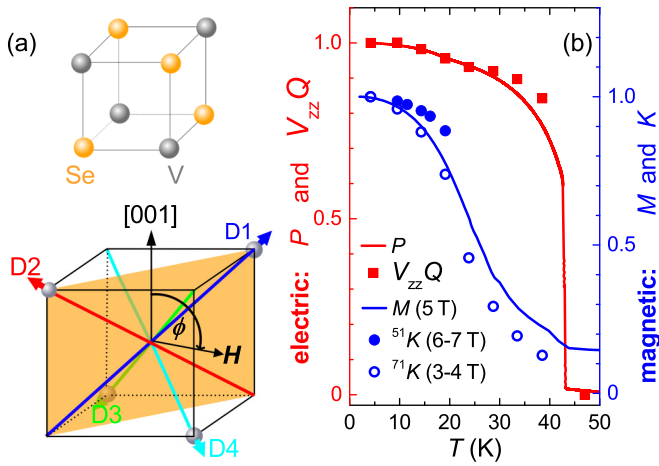 (a)
Se
V
[001]
D1
D2
ϕ
H
D3
D4
(b)
electric: P and VzzQ
1.0
0.5
0
P
VzzQ
M (5 T)
⁵¹K (6-7 T)
⁷¹K (3-4 T)
1.0
0.5
0
magnetic: M and K
0 10 20 30 40 50
T (K)